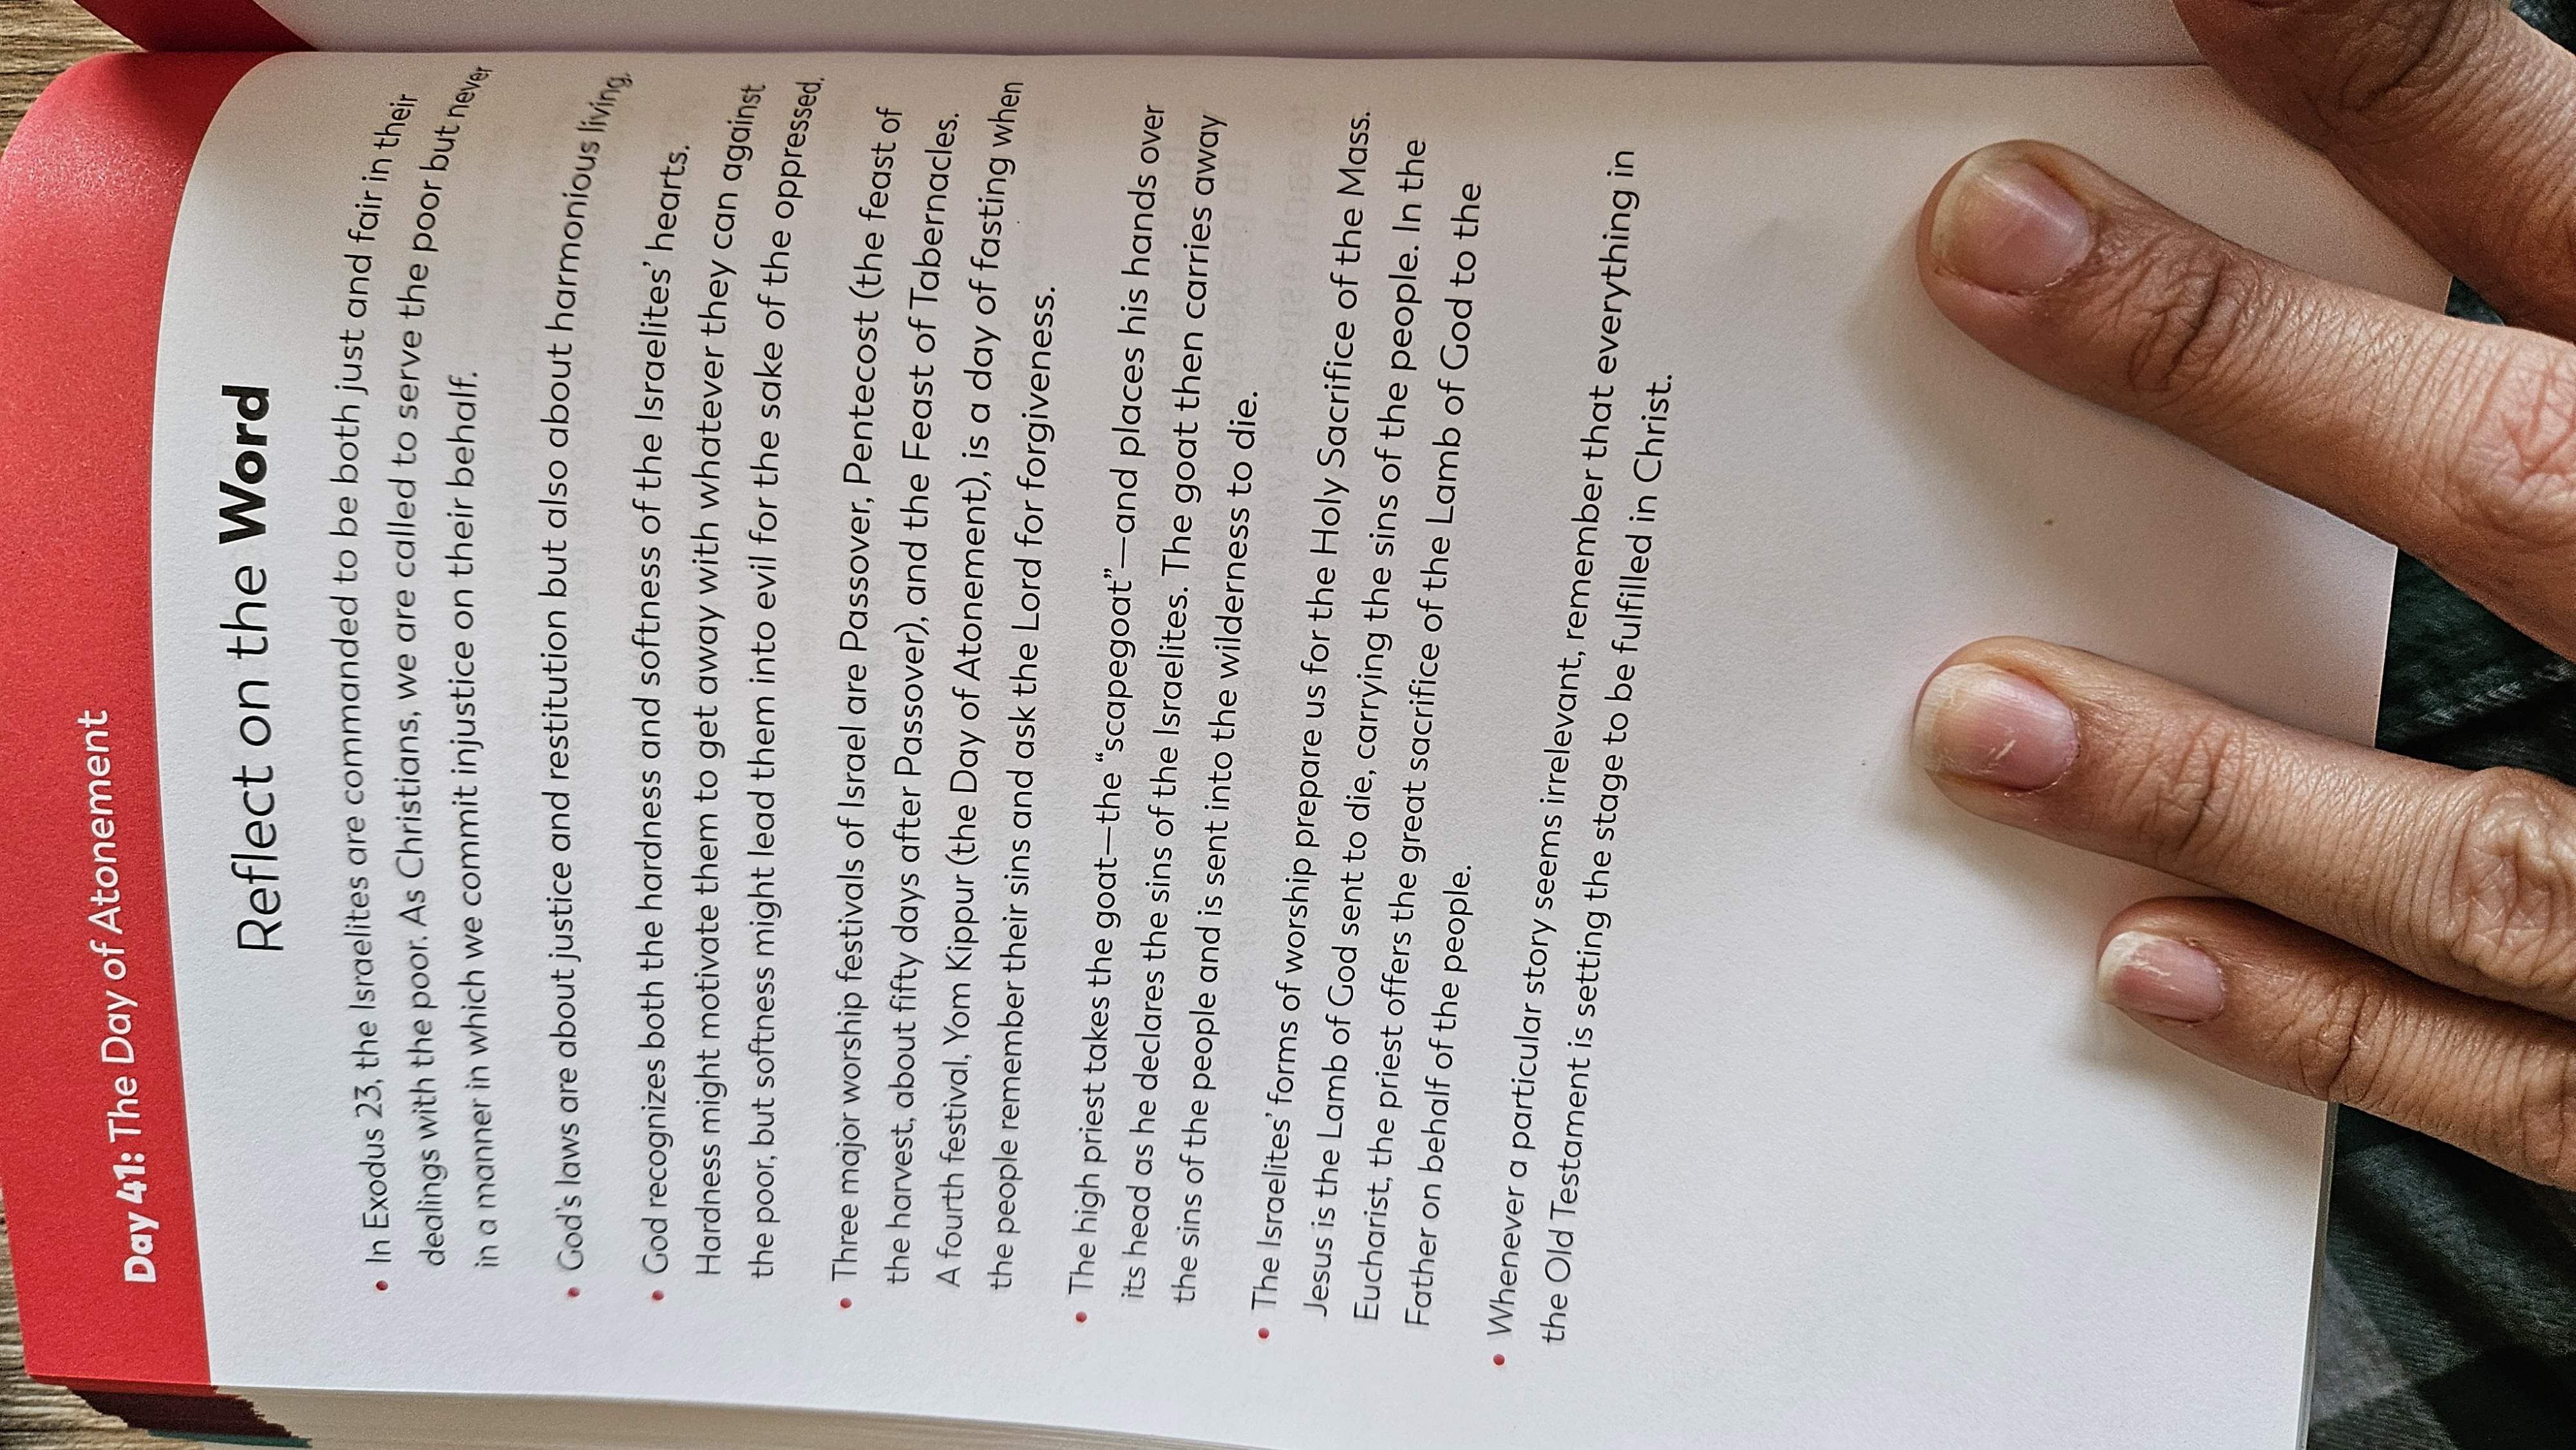 Day 41: The Day of Atonement
Reflect on the Word
• In Exodus 23, the Israelites are commanded to be both just and fair in their
dealings with the poor. As Christians, we are called to serve the poor but never
in a manner in which we commit injustice on their behalf.
• God's laws are about justice and restitution but also about harmonious living.
• God recognizes both the hardness and softness of the Israelites' hearts.
Hardness might motivate them to get away with whatever they can against
the poor, but softness might lead them into evil for the sake of the oppressed.
• Three major worship festivals of Israel are Passover, Pentecost (the feast of
the harvest, about fifty days after Passover), and the Feast of Tabernacles.
A fourth festival, Yom Kippur (the Day of Atonement), is a day of fasting when
the people remember their sins and ask the Lord for forgiveness.
• The high priest takes the goat—the “scapegoat”—and places his hands over
its head as he declares the sins of the Israelites. The goat then carries away
the sins of the people and is sent into the wilderness to die.
• The Israelites' forms of worship prepare us for the Holy Sacrifice of the Mass.
Jesus is the Lamb of God sent to die, carrying the sins of the people. In the
Eucharist, the priest offers the great sacrifice of the Lamb of God to the
Father on behalf of the people.
• Whenever a particular story seems irrelevant, remember that everything in
the Old Testament is setting the stage to be fulfilled in Christ.